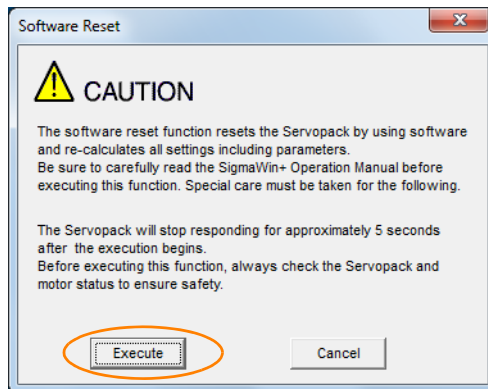 Software Reset
CAUTION
The software reset function resets the Servopack by using software
and re-calculates all settings including parameters.
Be sure to carefully read the SigmaWin+ Operation Manual before
executing this function. Special care must be taken for the following.
The Servopack will stop responding for approximately 5 seconds
after the execution begins.
Before executing this function, always check the Servopack and
motor status to ensure safety.
Execute
Cancel